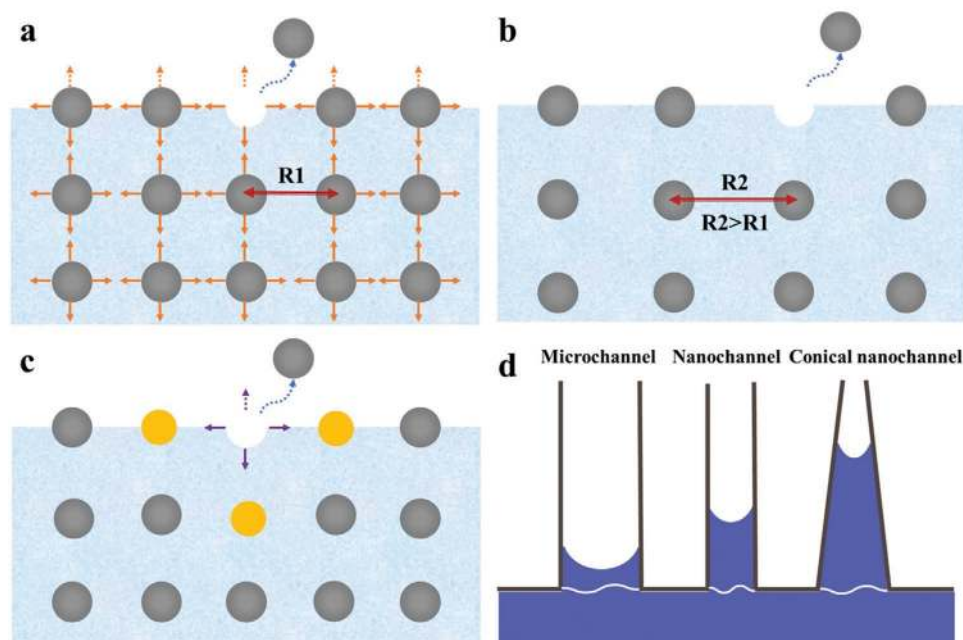 a
R1
b
R2
R2>R1
c
d
Microchannel Nanochannel Conical nanochannel